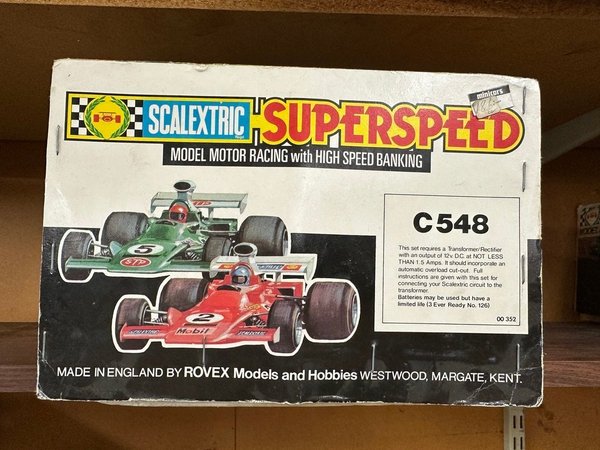 minicars
SCALEXTRIC SUPERSPEED
MODEL MOTOR RACING with HIGH SPEED BANKING
C548
This set requires a Transformer/Rectifier
with an output of 12v. D.C. at NOT LESS
THAN 1.5 Amps. It should incorporate an
automatic overload cut-out. Full
instructions are given with this set for
connecting your Scalextric circuit to the
transformer.
Batteries may be used but have a
limited life (3 Ever Ready No. 126)
00 352
5
STP
2
Mobil
MADE IN ENGLAND BY ROVEX Models and Hobbies WESTWOOD, MARGATE, KENT.